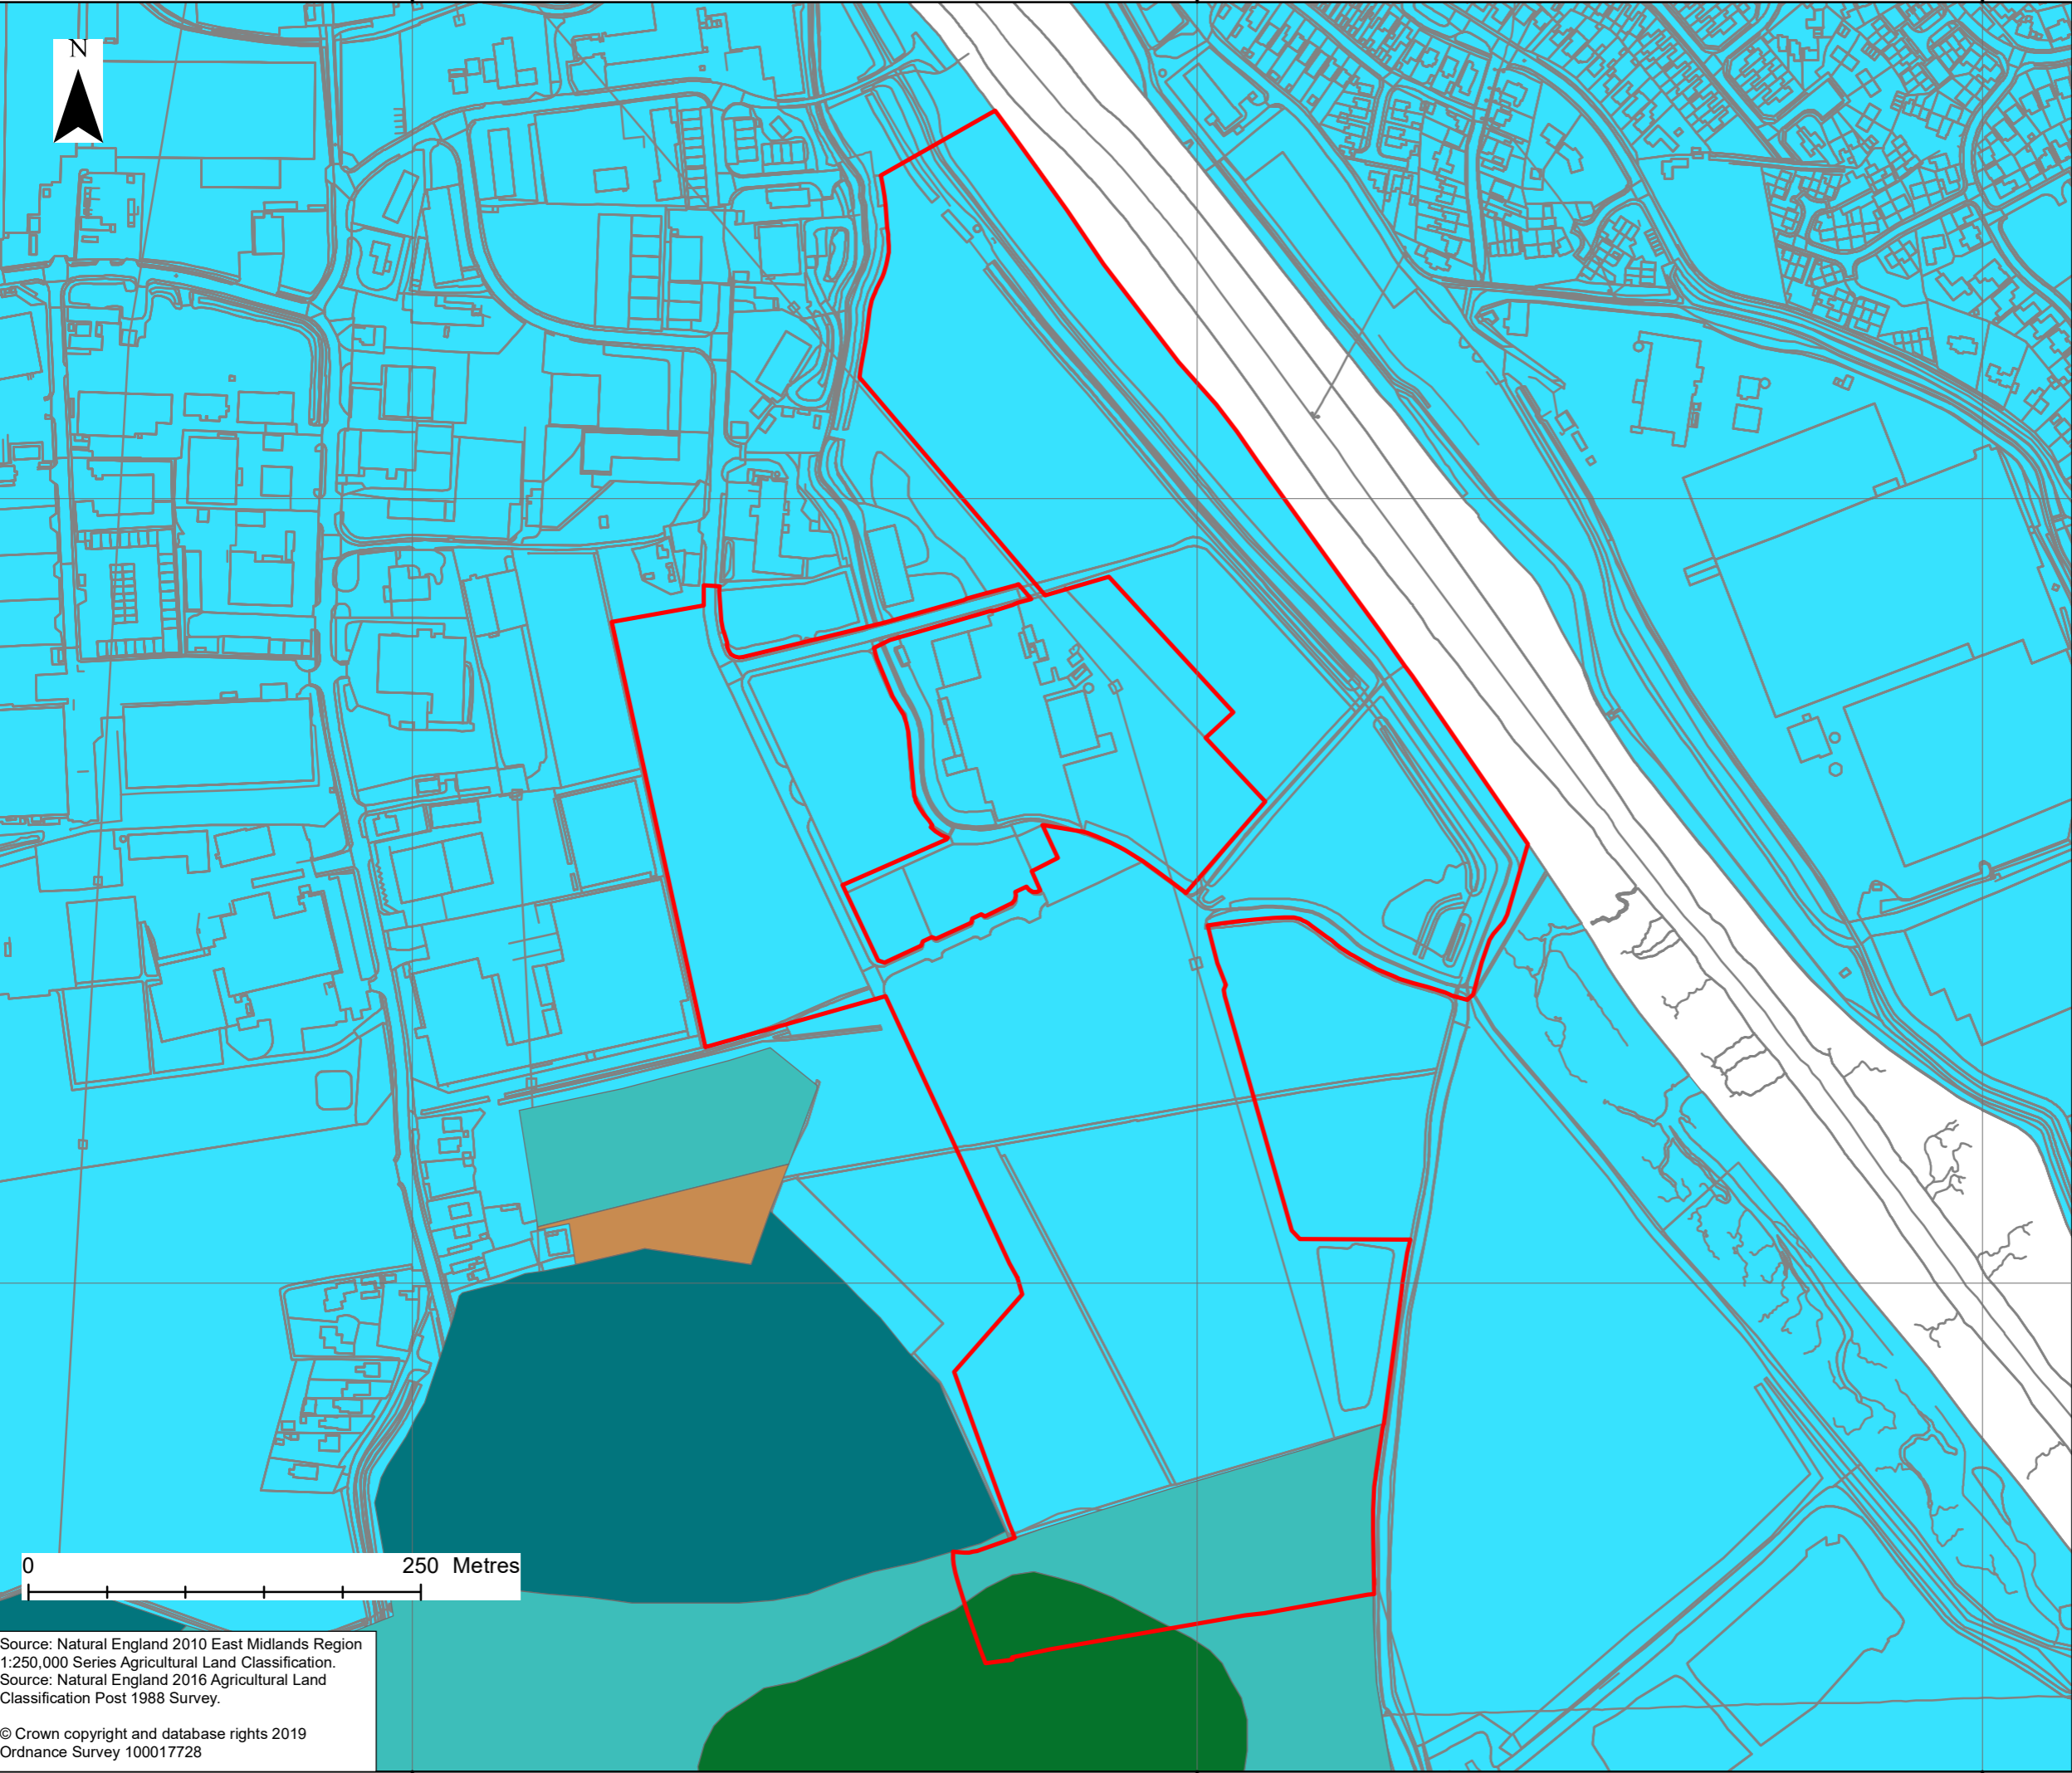 N
0 250 Metres
Source: Natural England 2010 East Midlands Region
1:250,000 Series Agricultural Land Classification.
Source: Natural England 2016 Agricultural Land
Classification Post 1988 Survey.
© Crown copyright and database rights 2019
Ordnance Survey 100017728